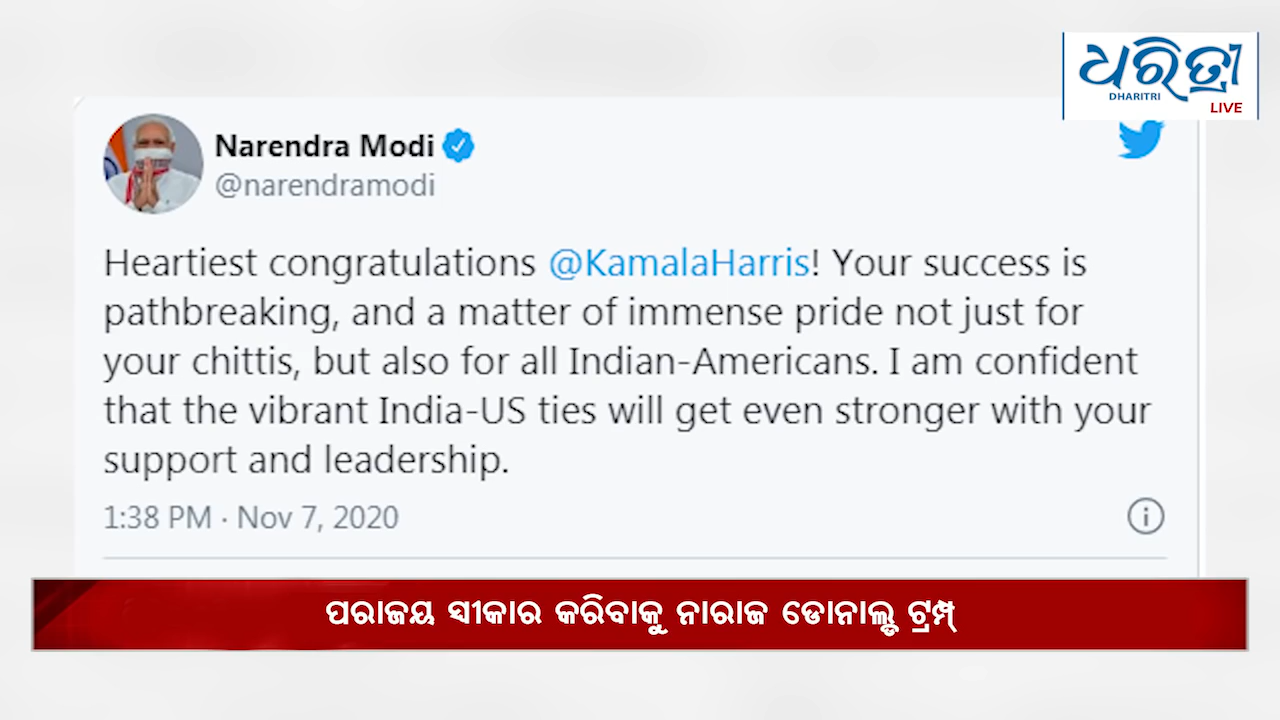 ଧରିତ୍ରୀ
DHARITRI
LIVE
Narendra Modi
@narendramodi
Heartiest congratulations @KamalaHarris! Your success is
pathbreaking, and a matter of immense pride not just for
your chittis, but also for all Indian-Americans. I am confident
that the vibrant India-US ties will get even stronger with your
support and leadership.
1:38 PM · Nov 7, 2020
ପରାଜୟ ସୀକାର କରିବାକୁ ନାରାଜ ଡୋନାଲ୍ଡ ଟ୍ରମ୍ପ୍